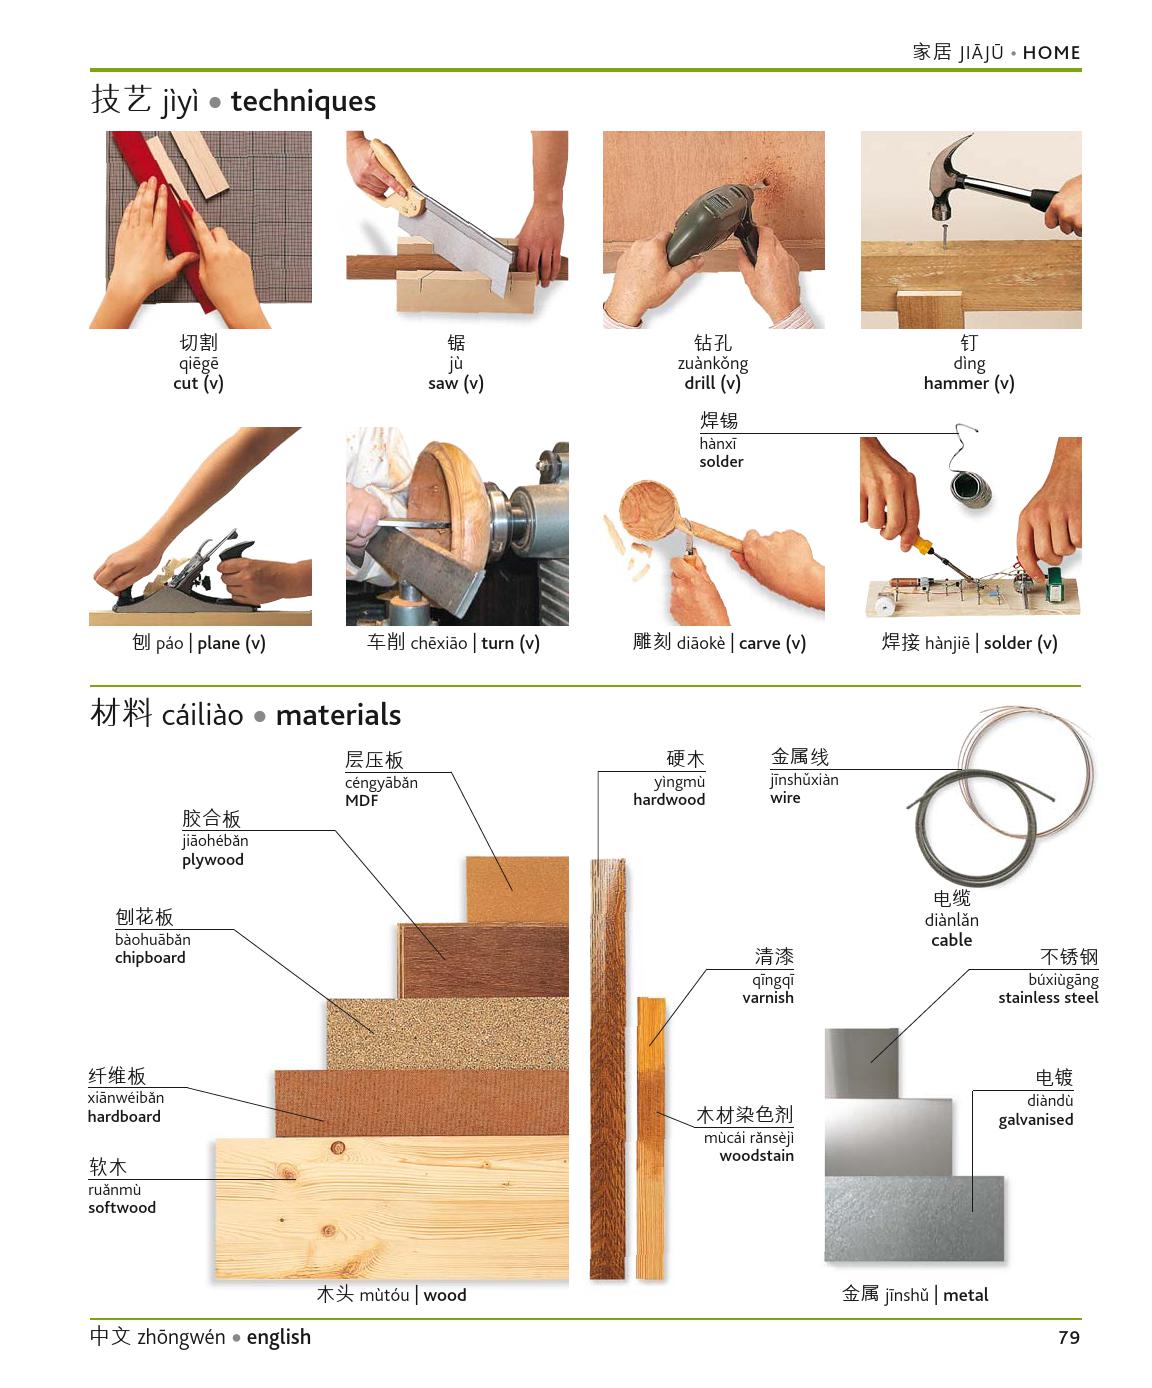 家居 JIĀJŪ • HOME
技艺 jìyì • techniques
切割
qiēgē
cut (v)
锯
jù
saw (v)
钻孔
zuànkǒng
drill (v)
钉
dìng
hammer (v)
焊锡
hànxī
solder
刨 páo | plane (v)
车削 chēxiāo | turn (v)
雕刻 diāokè | carve (v)
焊接 hànjiē | solder (v)
材料 cáiliào • materials
层压板
céngyābǎn
MDF
胶合板
jiāohébǎn
plywood
刨花板
bàohuābǎn
chipboard
纤维板
xiānwéibǎn
hardboard
软木
ruǎnmù
softwood
木头 mùtóu | wood
硬木
yìngmù
hardwood
清漆
qīngqī
varnish
木材染色剂
mùcái rǎnsèjì
woodstain
金属线
jīnshǔxiàn
wire
电缆
diànlǎn
cable
不锈钢
búxiùgāng
stainless steel
电镀
diàndù
galvanised
金属 jīnshǔ | metal
中文 zhōngwén • english
79